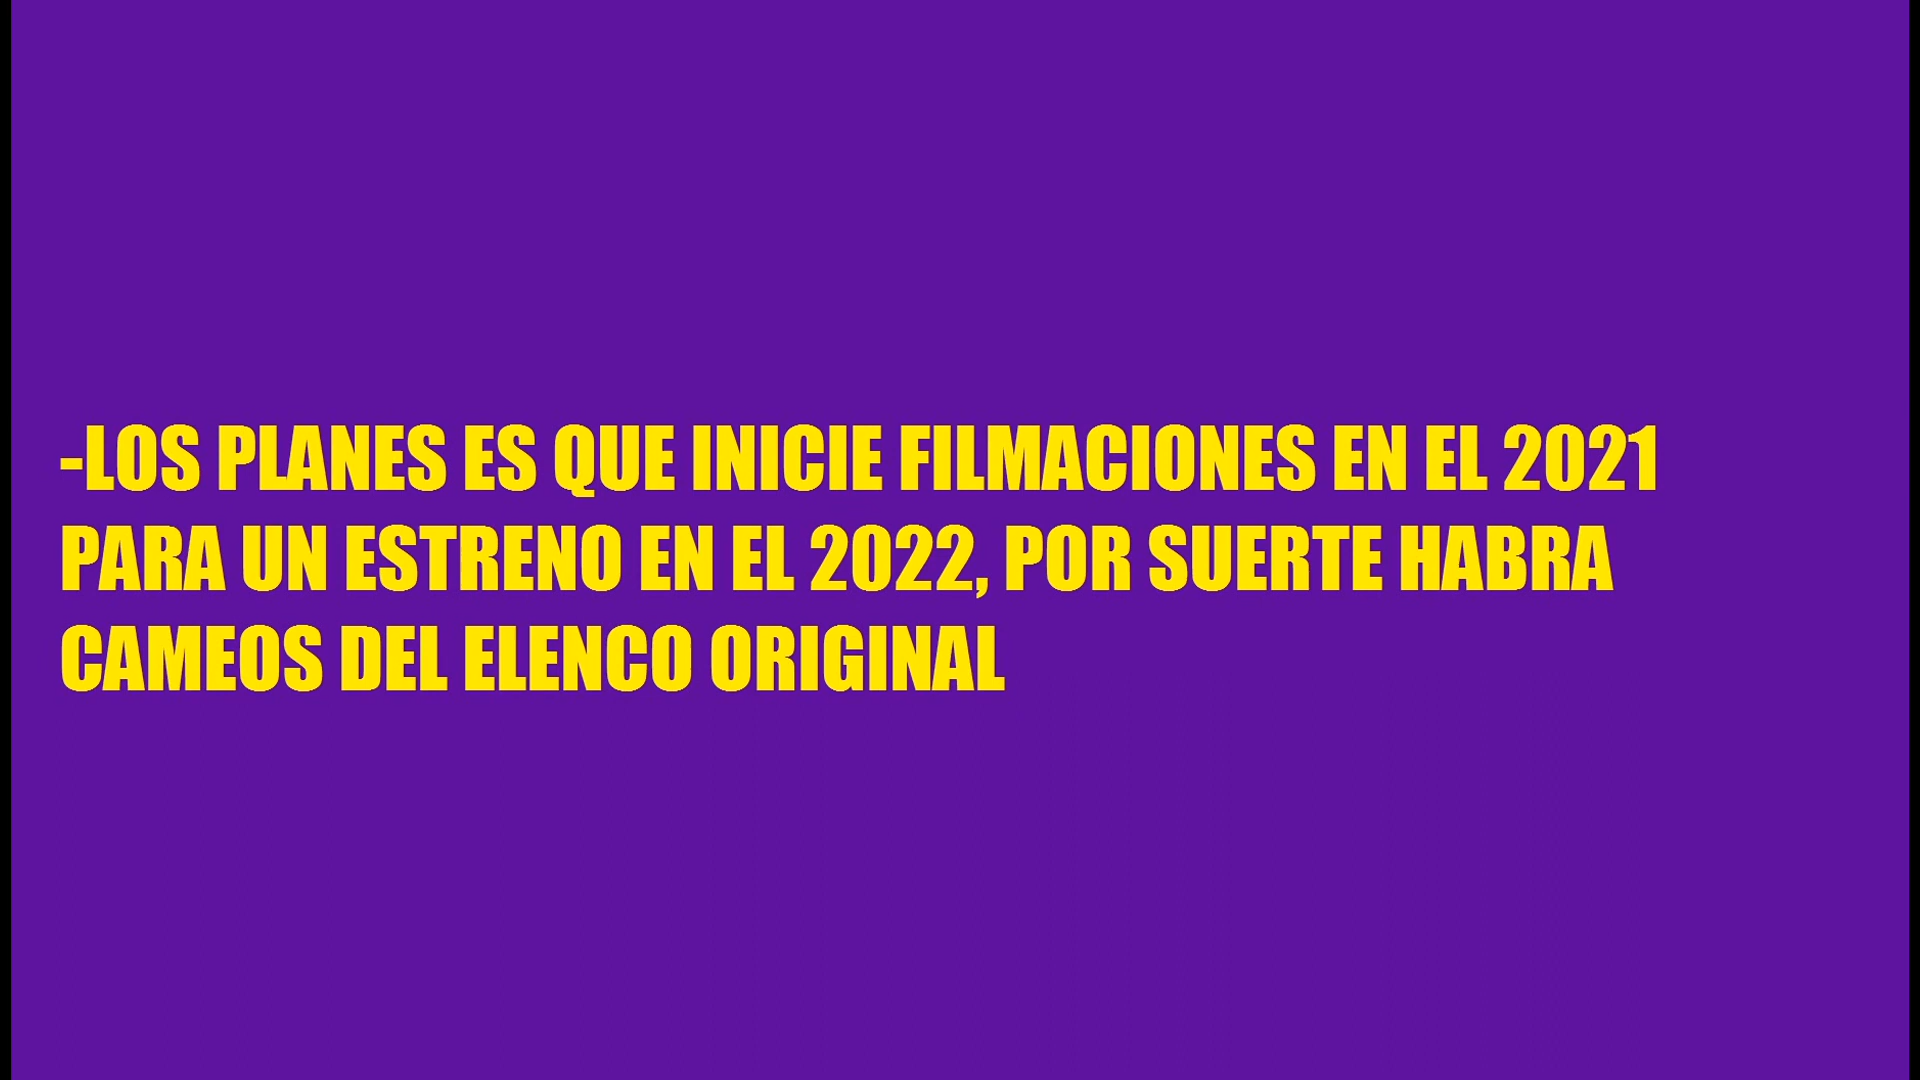 -LOS PLANES ES QUE INICIE FILMACIONES EN EL 2021
PARA UN ESTRENO EN EL 2022, POR SUERTE HABRA
CAMEOS DEL ELENCO ORIGINAL